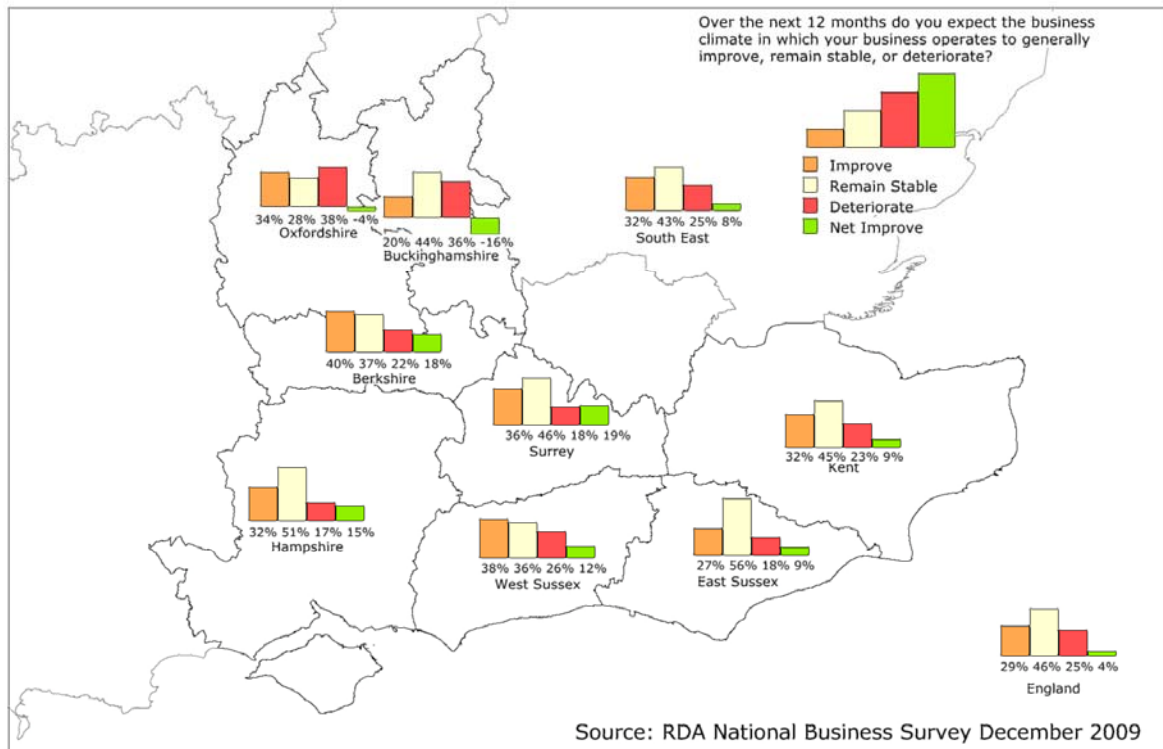 Over the next 12 months do you expect the business
climate in which your business operates to generally
improve, remain stable, or deteriorate?
Improve
Remain Stable
Deteriorate
Net Improve
34% 28% 38% -4%
Oxfordshire
20% 44% 36% -16%
Buckinghamshire
32% 43% 25% 8%
South East
40% 37% 22% 18%
Berkshire
36% 46% 18% 19%
Surrey
32% 45% 23% 9%
Kent
32% 51% 17% 15%
Hampshire
38% 36% 26% 12%
West Sussex
27% 56% 18% 9%
East Sussex
29% 46% 25% 4%
England
Source: RDA National Business Survey December 2009